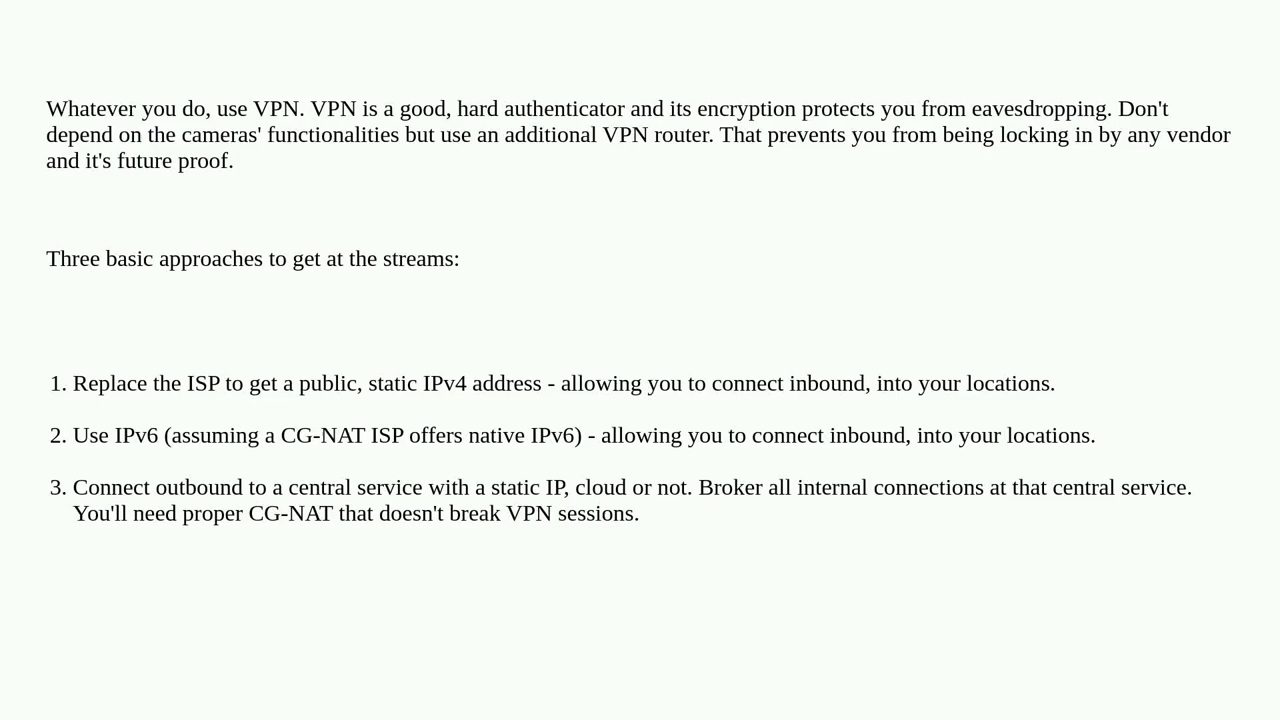 Whatever you do, use VPN. VPN is a good, hard authenticator and its encryption protects you from eavesdropping. Don't
depend on the cameras' functionalities but use an additional VPN router. That prevents you from being locking in by any vendor
and it's future proof.
Three basic approaches to get at the streams:
1. Replace the ISP to get a public, static IPv4 address - allowing you to connect inbound, into your locations.
2. Use IPv6 (assuming a CG-NAT ISP offers native IPv6) - allowing you to connect inbound, into your locations.
3. Connect outbound to a central service with a static IP, cloud or not. Broker all internal connections at that central service.
You'll need proper CG-NAT that doesn't break VPN sessions.